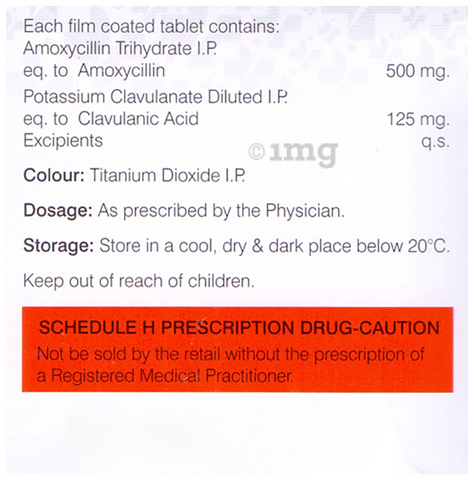 Each film coated tablet contains:
Amoxycillin Trihydrate I.P.
eq. to Amoxycillin 500 mg.
Potassium Clavulanate Diluted I.P.
eq. to Clavulanic Acid 125 mg.
Excipients q.s.
©1mg
Colour: Titanium Dioxide I.P.
Dosage: As prescribed by the Physician.
Storage: Store in a cool, dry & dark place below 20°C.
Keep out of reach of children.
SCHEDULE H PRESCRIPTION DRUG-CAUTION
Not be sold by the retail without the prescription of
a Registered Medical Practitioner.